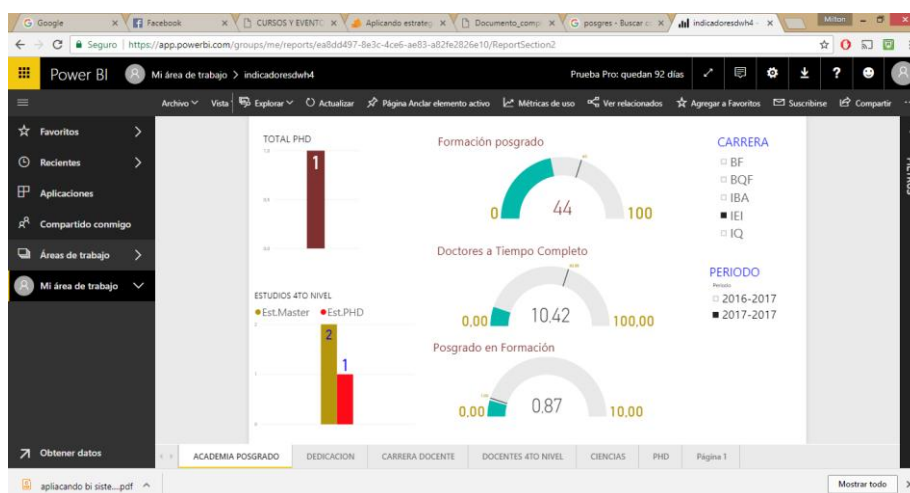 Google
Facebook
CURSOS Y EVENTO
Aplicando estrate
Documento_comp
posgres - Buscar c
indicadoresdwh4 -
Milton
Seguro
https://app.powerbi.com/groups/me/reports/ea8dd497-8e3c-4ce6-ae83-a82fe2826e10/ReportSection2
Power BI
Mi área de trabajo > indicadoresdwh4
Prueba Pro: quedan 92 días
Archivo
Vista
Explorar
Actualizar
Página Anclar elemento activo
Métricas de uso
Ver relacionados
Agregar a Favoritos
Suscribirse
Compartir
Favoritos
Recientes
Aplicaciones
Compartido conmigo
Áreas de trabajo
Mi área de trabajo
Obtener datos
TOTAL PHD
1
ESTUDIOS 4TO NIVEL
Est.Master Est.PHD
2
1
Formación posgrado
0 44 100
Doctores a Tiempo Completo
0,00 10.42 100,00
Posgrado en Formación
0,00 0.87 10,00
CARRERA
BF
BQF
IBA
IEI
IQ
PERIODO
Periodo
2016-2017
2017-2017
ACADEMIA POSGRADO
DEDICACION
CARRERA DOCENTE
DOCENTES 4TO NIVEL
CIENCIAS
PHD
Página 1
apliacando bi siste....pdf
Mostrar todo